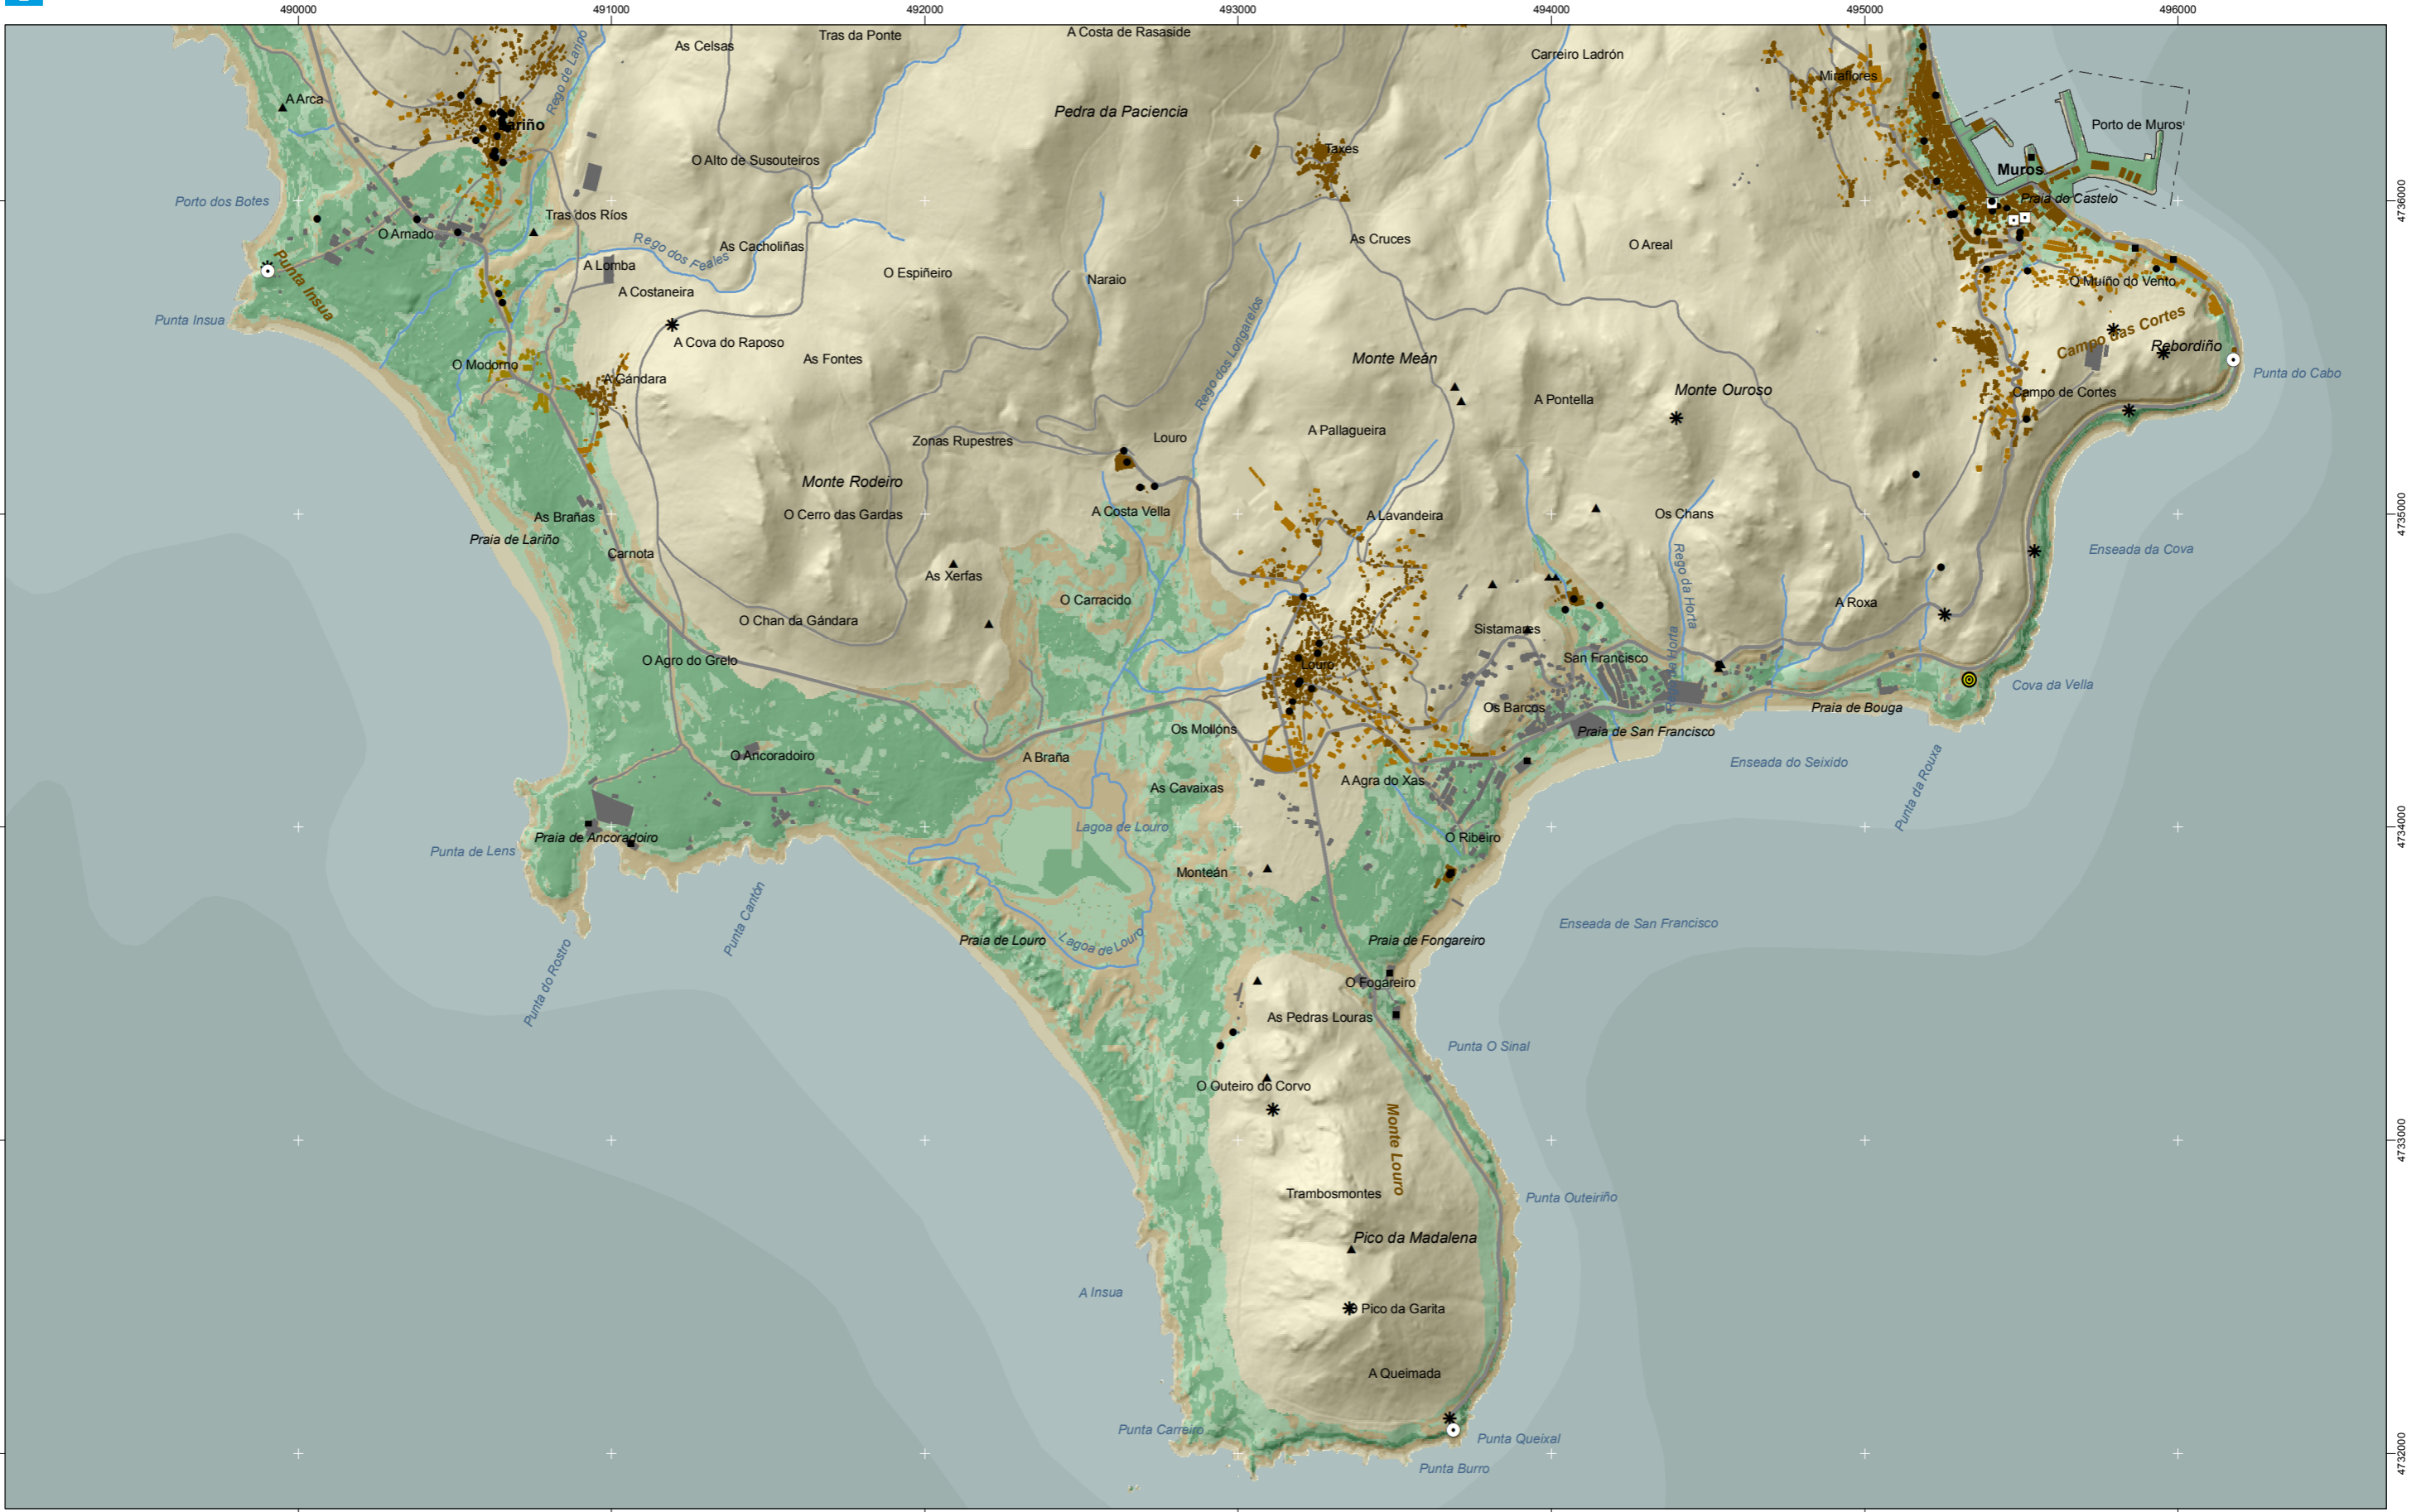 490000
491000
492000
493000
494000
495000
496000
As Celsas
Tras da Ponte
A Costa de Rasaside
Carreiro Ladrón
Miraflores
A Arca
Rego de Lariño
Pedra da Paciencia
Lariño
Porto de Muros
Taxes
O Alto de Susouteiros
Muros
Porto dos Botes
Praia do Castelo
4736000
Tras dos Ríos
O Arnado
Rego dos Feales
As Cacholiñas
As Cruces
O Areal
Punta Insua
A Lomba
O Espiñeiro
Naraio
O Muíño do Vento
A Costaneira
Punta Insua
Rego dos Longarelos
Campo das Cortes
A Cova do Raposo
Rebordiño
As Fontes
Monte Meán
O Modorno
A Gándara
Punta do Cabo
Monte Ouroso
Campo de Cortes
A Pontella
A Pallagueira
Zonas Rupestres
Louro
Monte Rodeiro
As Brañas
O Cerro das Gardas
A Costa Vella
A Lavandeira
Os Chans
4735000
Praia de Lariño
Carnota
Enseada da Cova
As Xerfas
Rego da Horta
O Carracido
A Roxa
O Chan da Gándara
Sistamares
O Agro do Grelo
Louro
San Francisco
Rego da Horta
Cova da Vella
Os Barcos
Praia de Bouga
Os Mollóns
Praia de San Francisco
O Ancoradoiro
A Braña
Enseada do Seixido
Punta da Rouxa
As Cavaixas
A Agra do Xas
Lagoa de Louro
4734000
Praia de Ancoradoiro
O Ribeiro
Punta de Lens
Monteán
Punta Cantón
Enseada de San Francisco
Praia de Louro
Lagoa de Louro
Praia de Fongareiro
Punta do Rostro
O Fogareiro
As Pedras Louras
Punta O Sinal
O Outeiro do Corvo
Monte Louro
4733000
Trambosmontes
Punta Outeiriño
Pico da Madalena
A Insua
O Pico da Garita
A Queimada
Punta Carreiro
Punta Queixal
4732000
Punta Burro